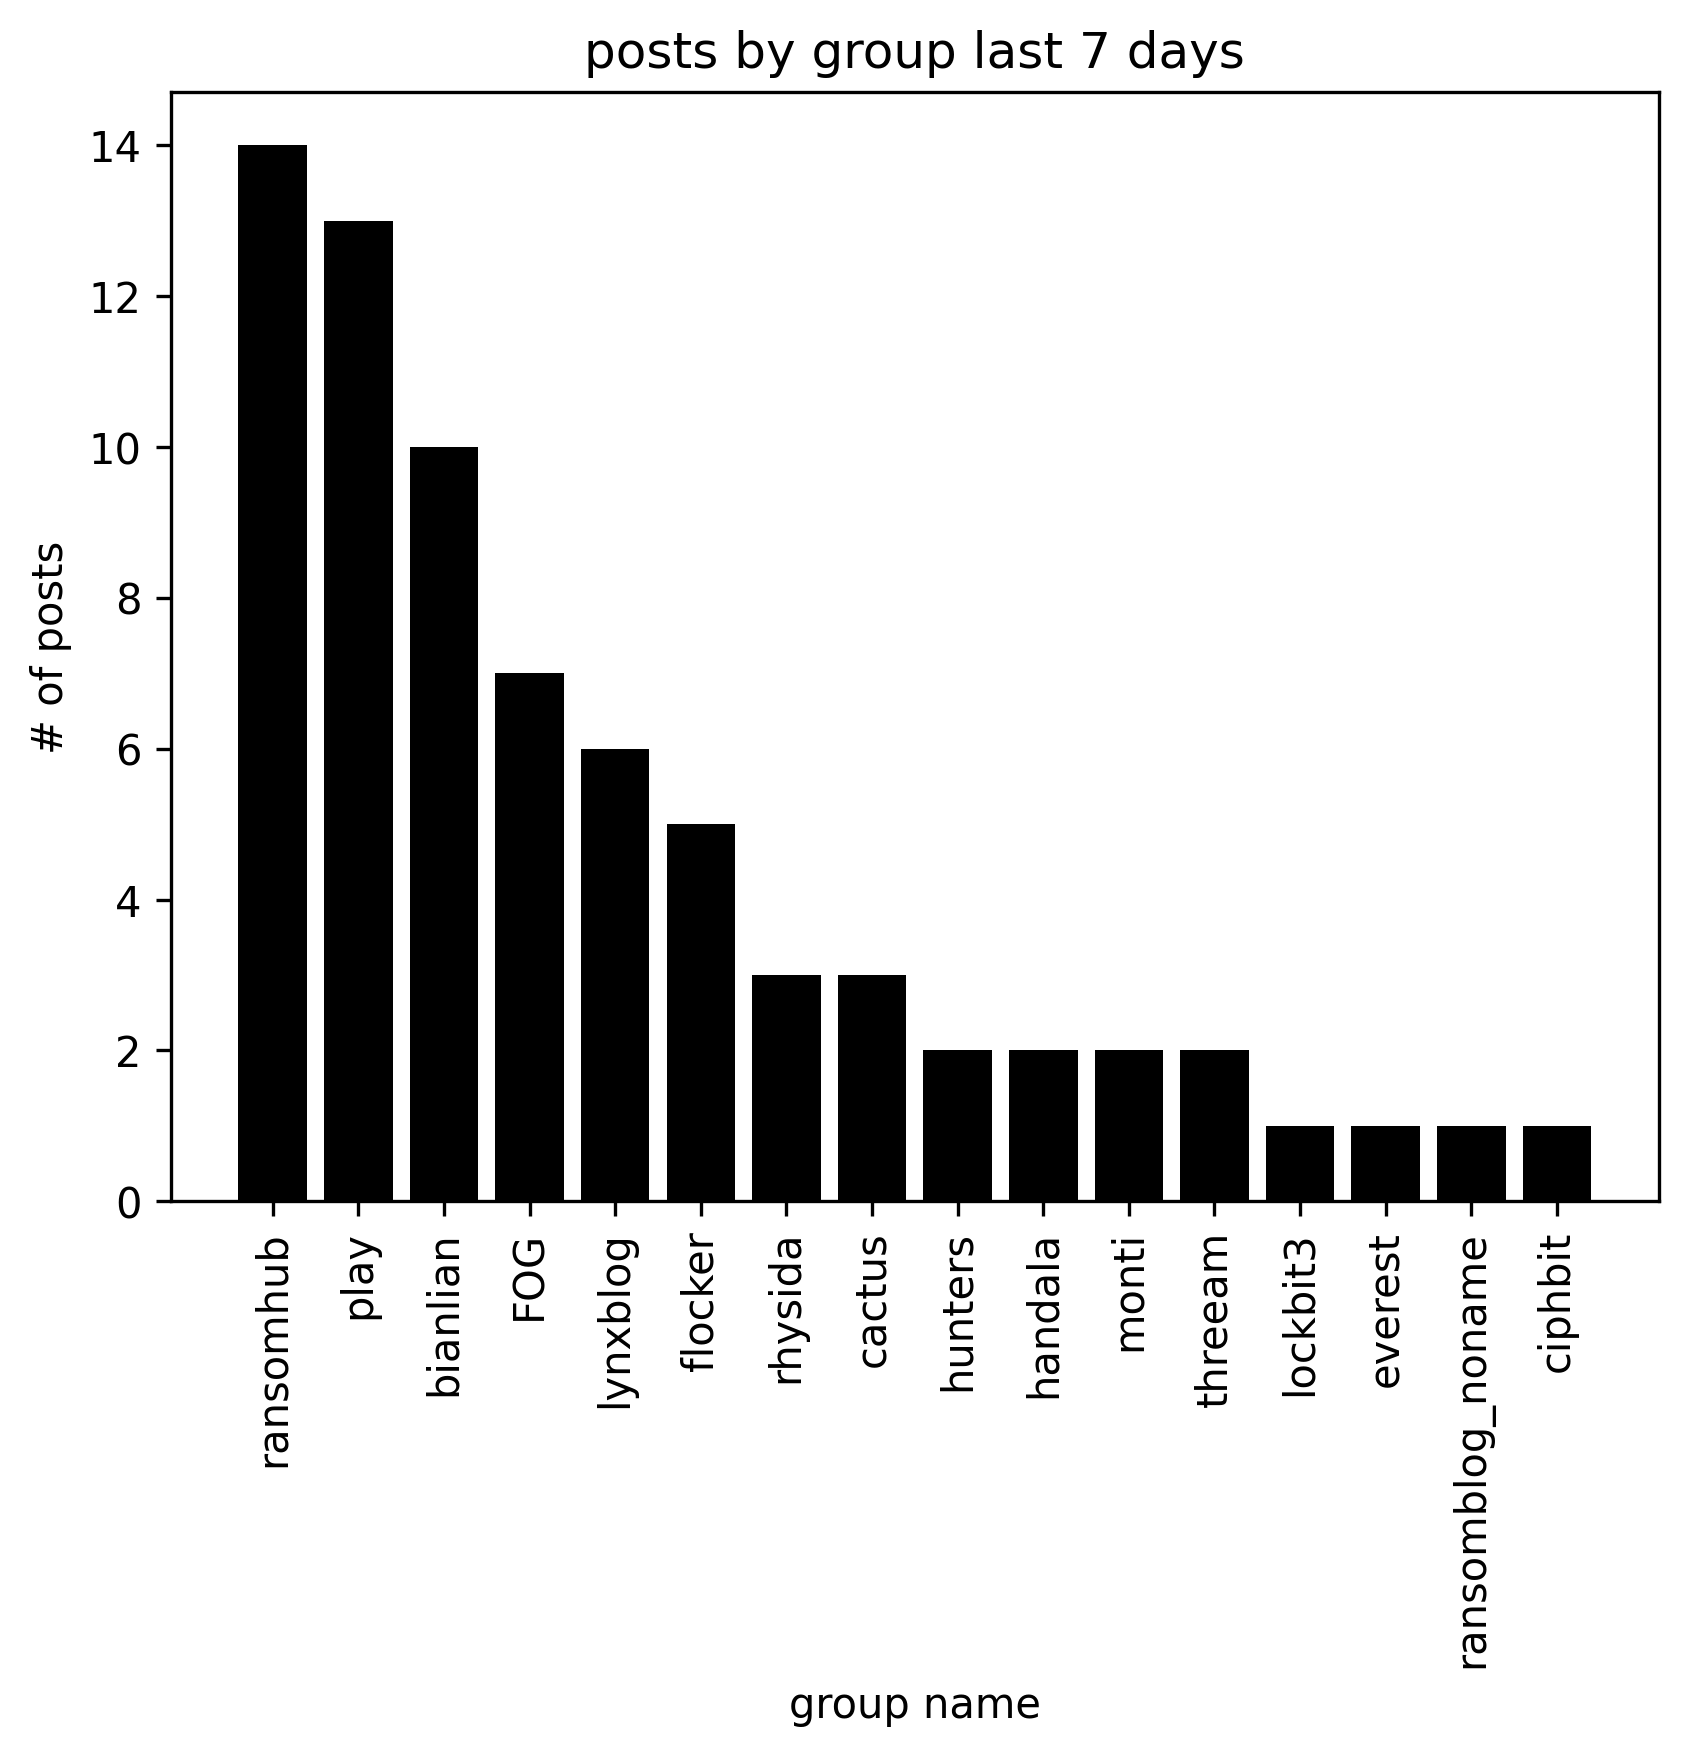 posts by group last 7 days
# of posts
14
12
10
8
6
4
2
0
ransomhub
play
bianlian
FOG
lynxblog
flocker
rhysida
cactus
hunters
handala
monti
threeam
lockbit3
everest
ransomblog_noname
ciphbit
group name